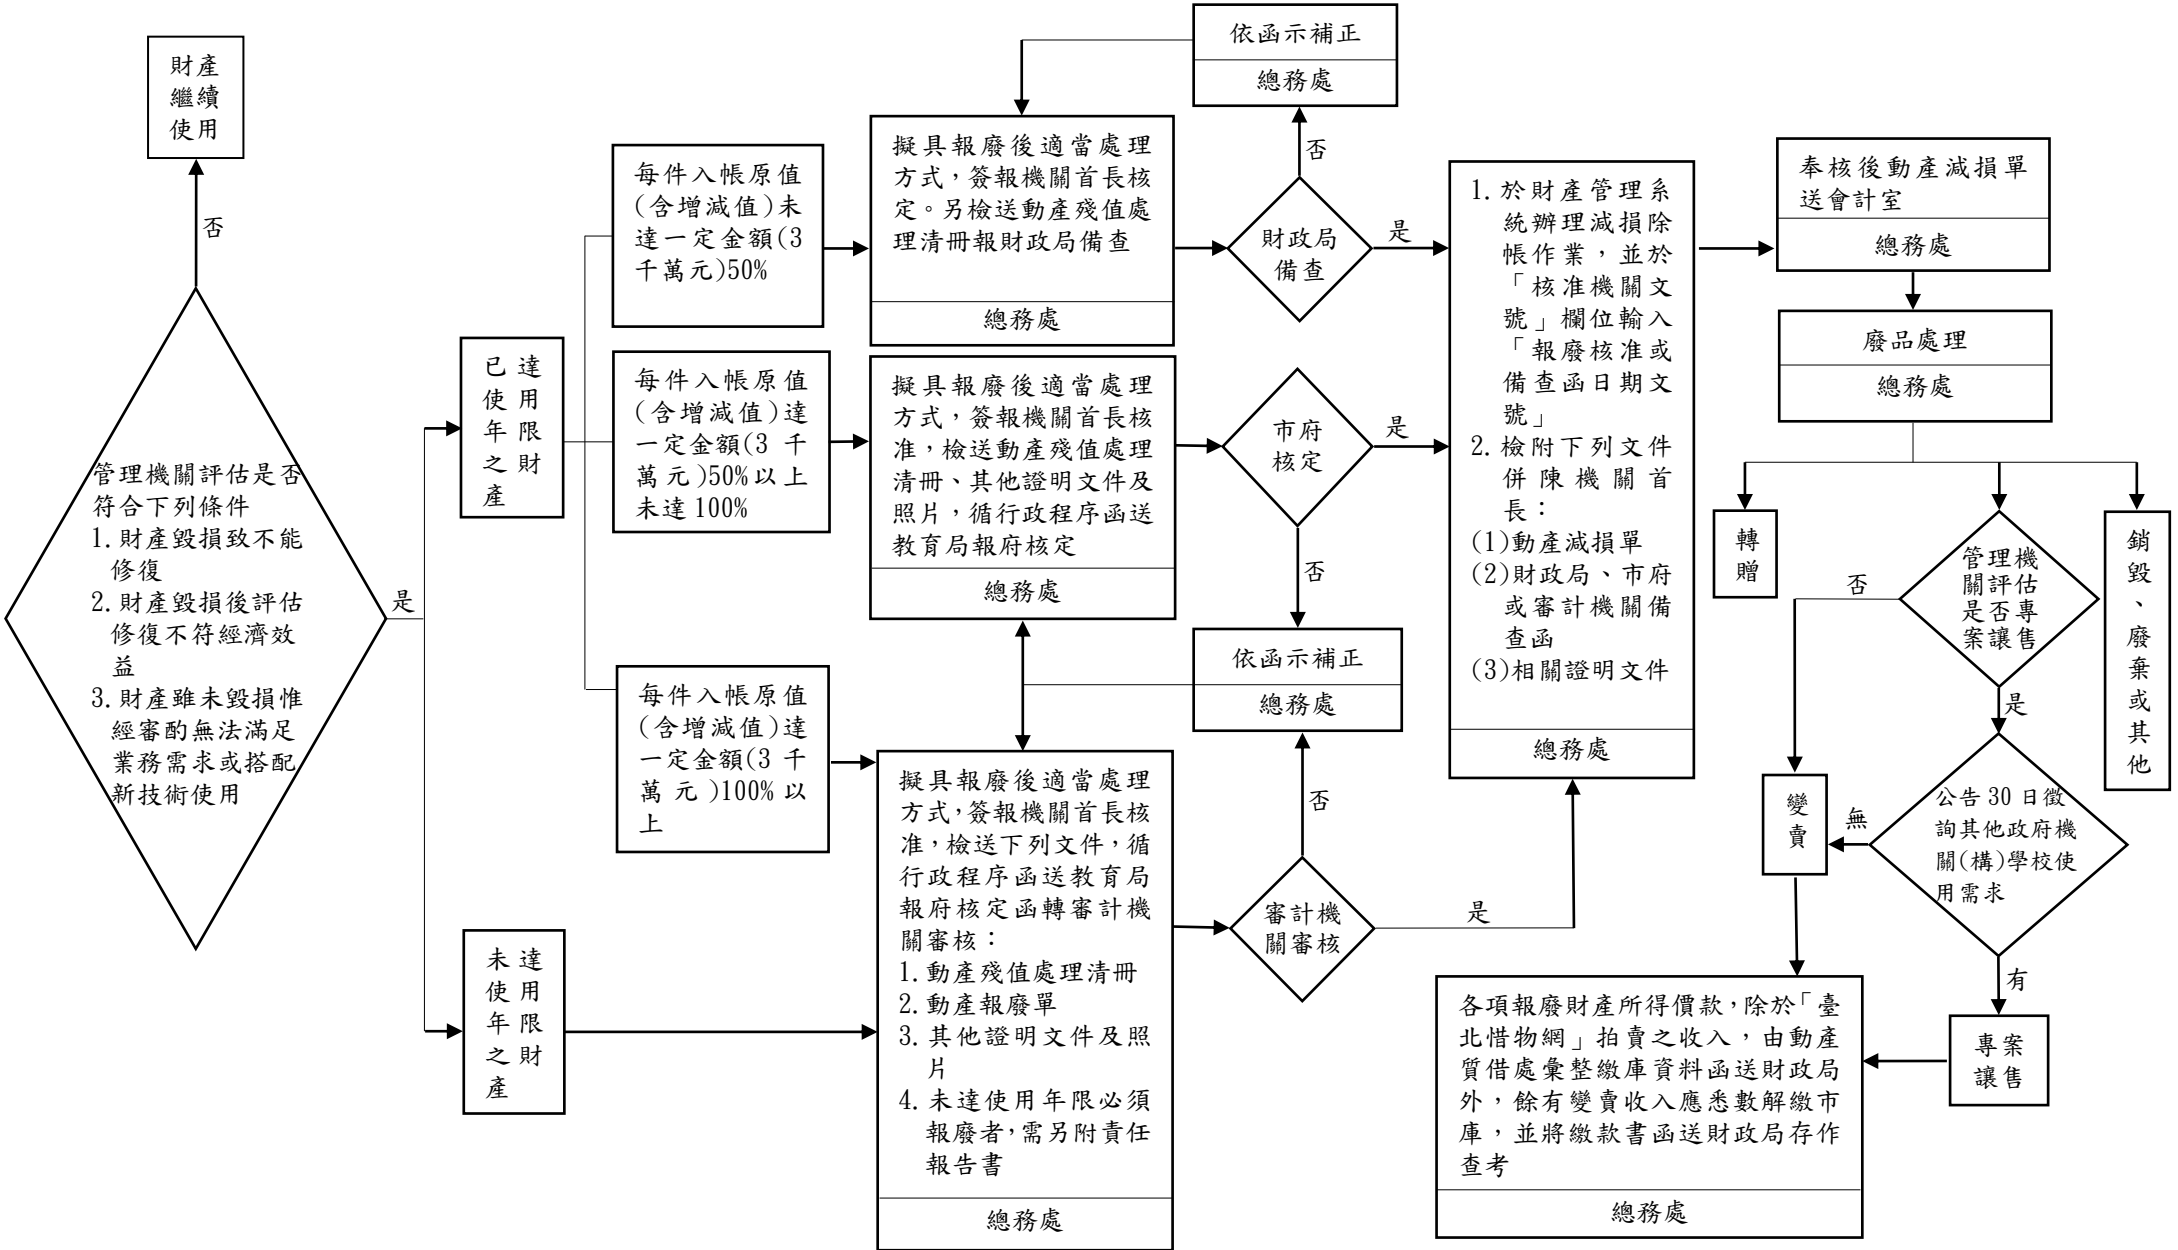 財產
繼續
使用
否
管理機關評估是否
符合下列條件
1. 財產毀損致不能
修復
2. 財產毀損後評估
修復不符經濟效
益
3. 財產雖未毀損惟
經審酌無法滿足
業務需求或搭配
新技術使用
是
已達
使用
年限
之財
產
未達
使用
年限
之財
產
每件入帳原值
(含增減值)未
達一定金額(3
千萬元)50%
每件入帳原值
(含增減值)達
一定金額(3 千
萬元)50%以上
未達 100%
每件入帳原值
(含增減值)達
一定金額(3 千
萬元)100%以
上
擬具報廢後適當處理
方式，簽報機關首長核
定。另檢送動產殘值處
理清冊報財政局備查
總務處
擬具報廢後適當處理
方式，簽報機關首長核
准，檢送動產殘值處理
清冊、其他證明文件及
照片，循行政程序函送
教育局報府核定
總務處
擬具報廢後適當處理
方式，簽報機關首長核
准，檢送下列文件，循
行政程序函送教育局
報府核定函轉審計機
關審核：
1. 動產殘值處理清冊
2. 動產報廢單
3. 其他證明文件及照
片
4. 未達使用年限必須
報廢者，需另附責任
報告書
總務處
依函示補正
總務處
否
財政局
備查
是
市府
核定
是
否
依函示補正
總務處
否
審計機
關審核
是
1. 於財產管理系
統辦理減損除
帳作業，並於
「核准機關文
號」欄位輸入
「報廢核准或
備查函日期文
號」
2. 檢附下列文件
併陳機關首
長：
(1)動產減損單
(2)財政局、市府
或審計機關備
查函
(3)相關證明文件
總務處
奉核後動產減損單
送會計室
總務處
廢品處理
總務處
轉
贈
管理機
關評估
是否專
案讓售
否
是
銷
毀
、
廢
棄
或
其
他
變
賣
無
公告 30 日徵
詢其他政府機
關(構)學校使
用需求
有
專案
讓售
各項報廢財產所得價款，除於「臺
北惜物網」拍賣之收入，由動產
質借處彙整繳庫資料函送財政局
外，餘有變賣收入應悉數解繳市
庫，並將繳款書函送財政局存作
查考
總務處